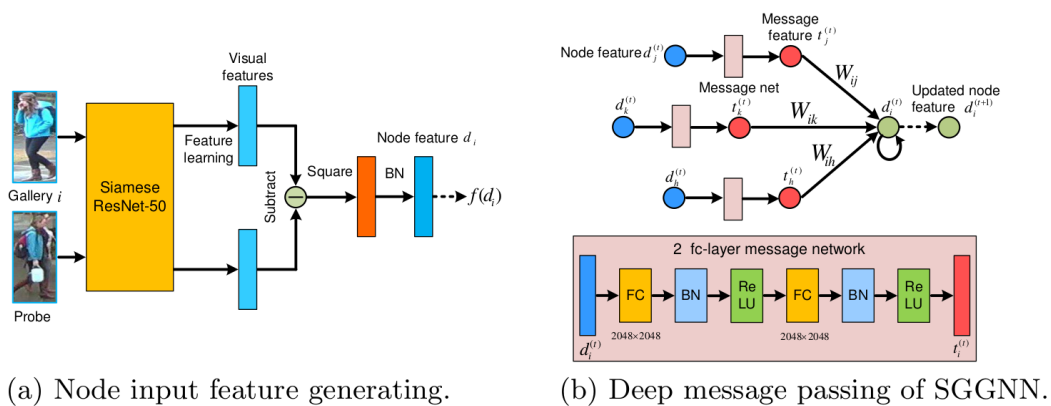 Gallery i
Probe
Siamese
ResNet-50
Visual
features
Feature
learning
Subtract
Square
BN
Node feature d_i
f(d_i)
(a) Node input feature generating.
Message
feature t_j^(t)
Node feature d_j^(t)
Message net
d_k^(t)
t_k^(t)
d_h^(t)
t_h^(t)
W_ij
W_ik
W_ih
d_i^(t)
Updated node
feature d_i^(t+1)
2 fc-layer message network
FC
BN
Re
LU
FC
BN
Re
LU
2048×2048
2048×2048
d_i^(t)
t_i^(t)
(b) Deep message passing of SGGNN.